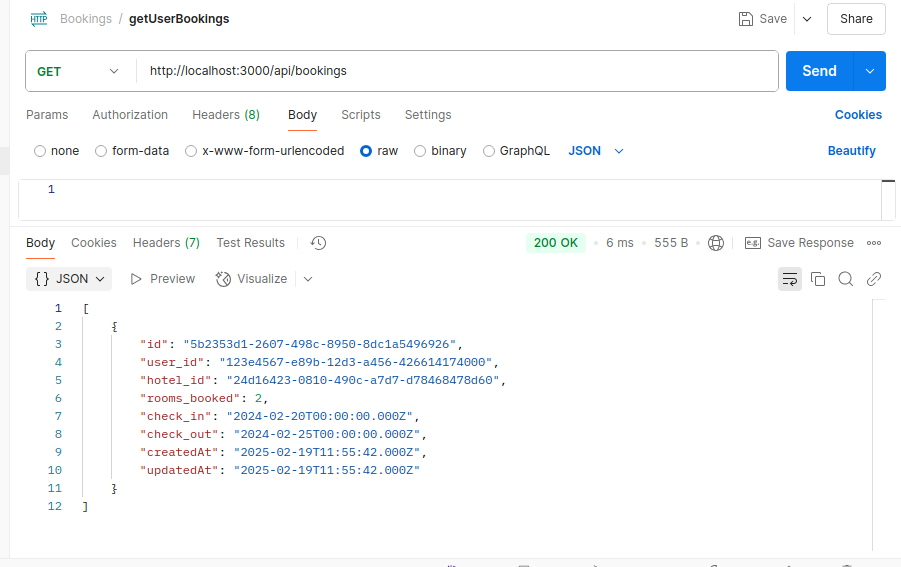 HTTP Bookings / getUserBookings Save Share
GET http://localhost:3000/api/bookings Send
Params Authorization Headers (8) Body Scripts Settings Cookies
none form-data x-www-form-urlencoded raw binary GraphQL JSON Beautify
1
Body Cookies Headers (7) Test Results 200 OK • 6 ms • 555 B e.g. Save Response
{} JSON Preview Visualize
1 [
2 {
3 "id": "5b2353d1-2607-498c-8950-8dc1a5496926",
4 "user_id": "123e4567-e89b-12d3-a456-426614174000",
5 "hotel_id": "24d16423-0810-490c-a7d7-d78468478d60",
6 "rooms_booked": 2,
7 "check_in": "2024-02-20T00:00:00.000Z",
8 "check_out": "2024-02-25T00:00:00.000Z",
9 "createdAt": "2025-02-19T11:55:42.000Z",
10 "updatedAt": "2025-02-19T11:55:42.000Z"
11 }
12 ]